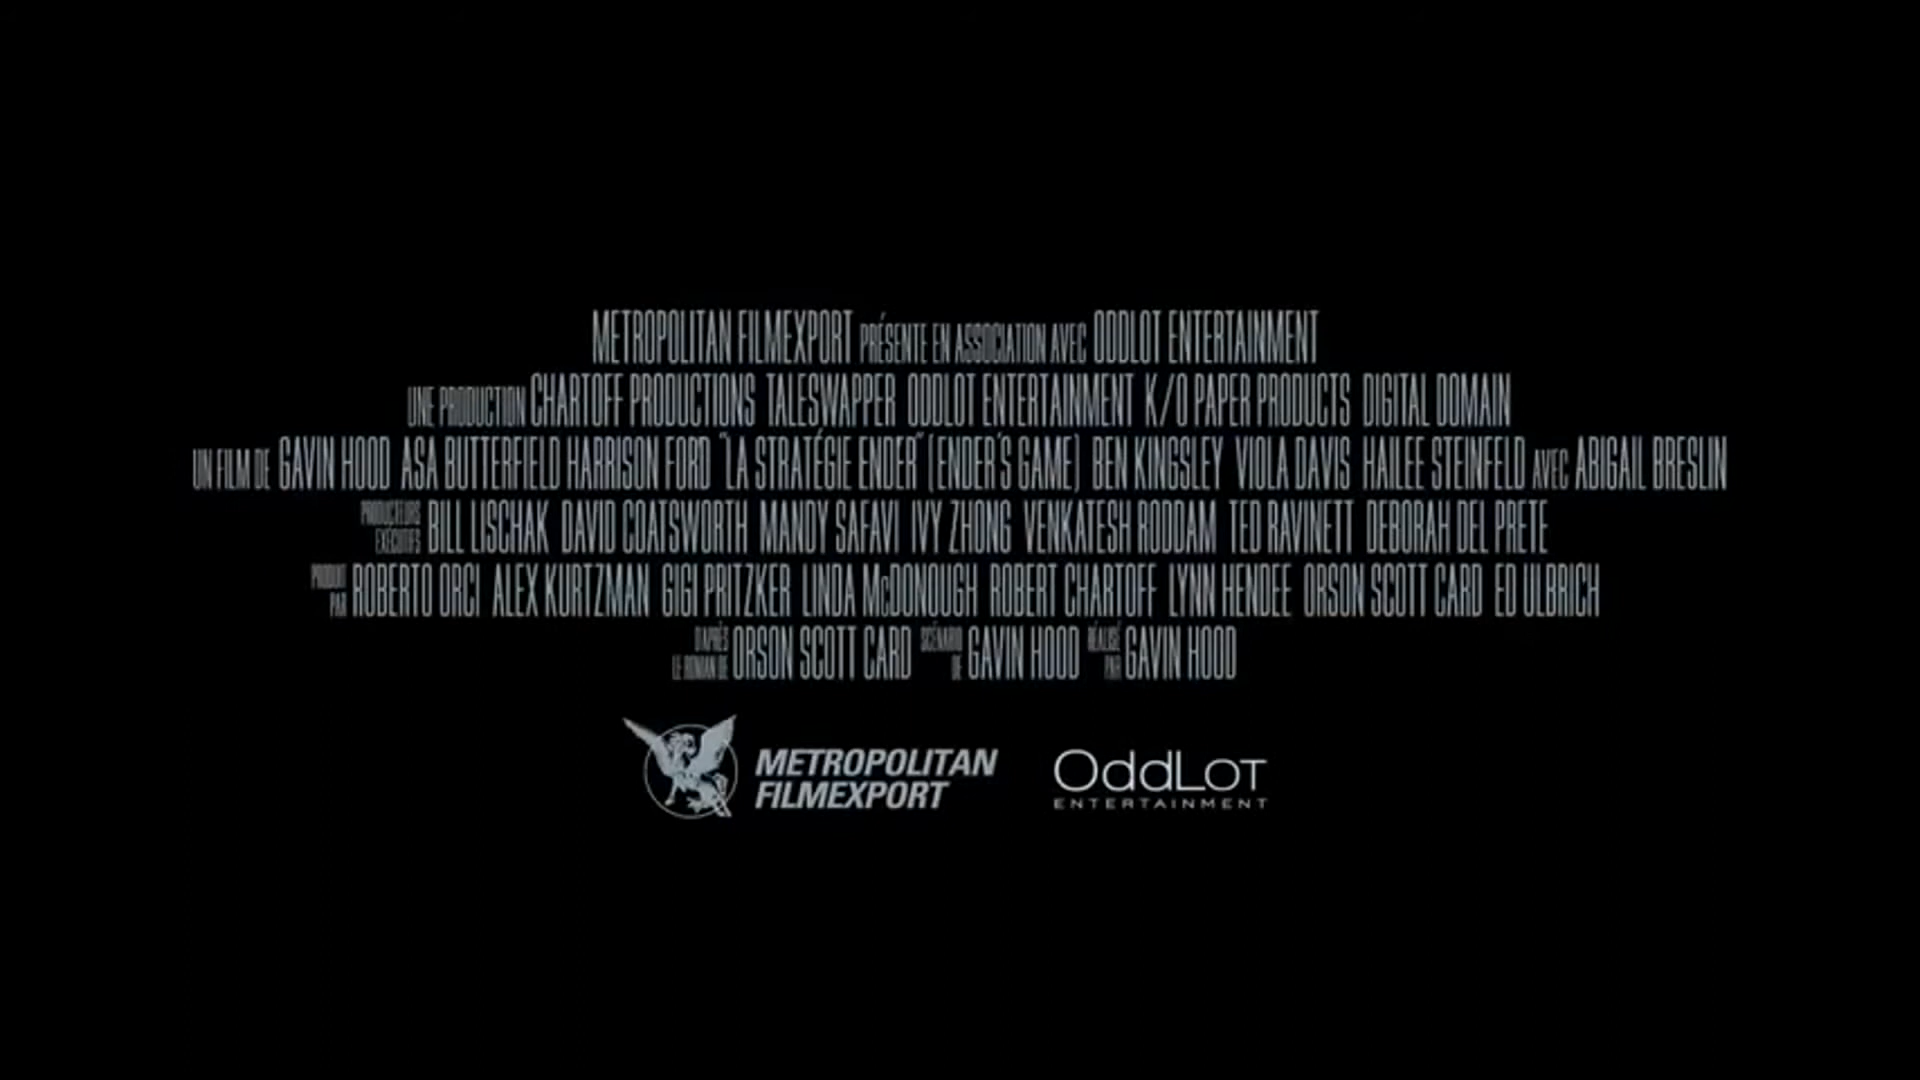 METROPOLITAN FILMEXPORT PRÉSENTE EN ASSOCIATION AVEC ODDLOT ENTERTAINMENT
UNE PRODUCTION CHARTOFF PRODUCTIONS TALESWAPPER ODDLOT ENTERTAINMENT K/O PAPER PRODUCTS DIGITAL DOMAIN
UN FILM DE GAVIN HOOD ASA BUTTERFIELD HARRISON FORD "LA STRATÉGIE ENDER" (ENDER'S GAME) BEN KINGSLEY VIOLA DAVIS HAILEE STEINFELD AVEC ABIGAIL BRESLIN
PRODUCTEURS EXÉCUTIFS BILL LISCHAK DAVID COATSWORTH MANDY SAFAVI IVY ZHONG VENKATESH RODDAM TED RAVINETT DEBORAH DEL PRETE
PRODUIT PAR ROBERTO ORCI ALEX KURTZMAN GIGI PRITZKER LINDA McDONOUGH ROBERT CHARTOFF LYNN HENDEE ORSON SCOTT CARD ED ULBRICH
D'APRÈS LE ROMAN DE ORSON SCOTT CARD SCÉNARIO DE GAVIN HOOD RÉALISÉ PAR GAVIN HOOD
METROPOLITAN FILMEXPORT
OddLot ENTERTAINMENT